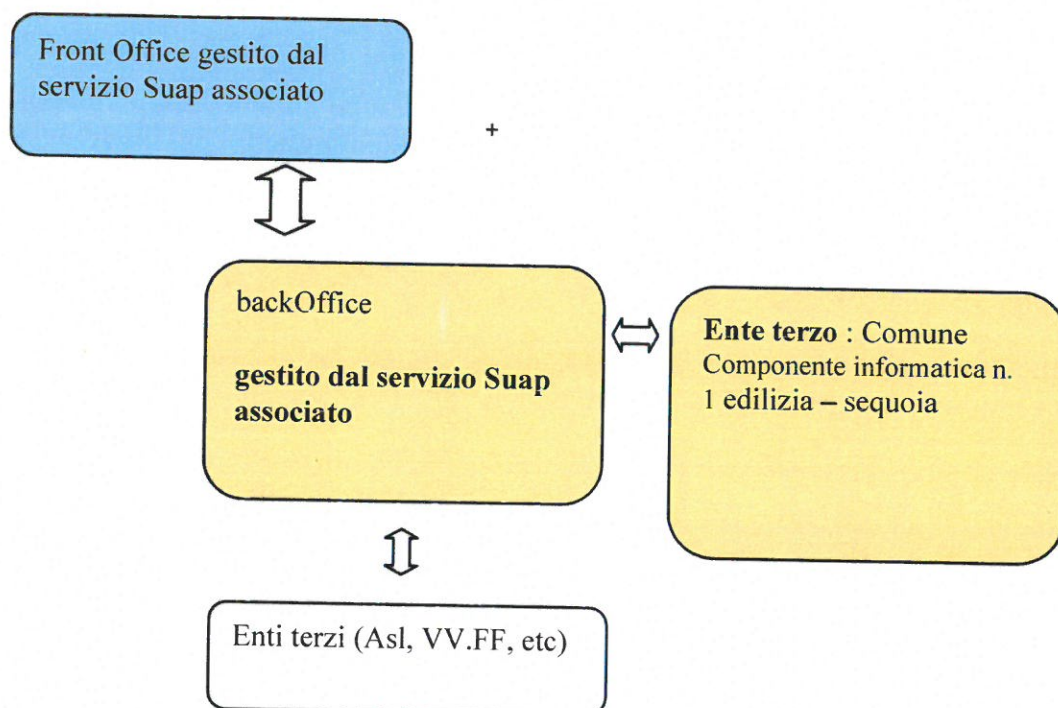 Front Office gestito dal
servizio Suap associato
+
backOffice
gestito dal servizio Suap
associato
Ente terzo : Comune
Componente informatica n.
1 edilizia – sequoia
Enti terzi (Asl, VV.FF, etc)